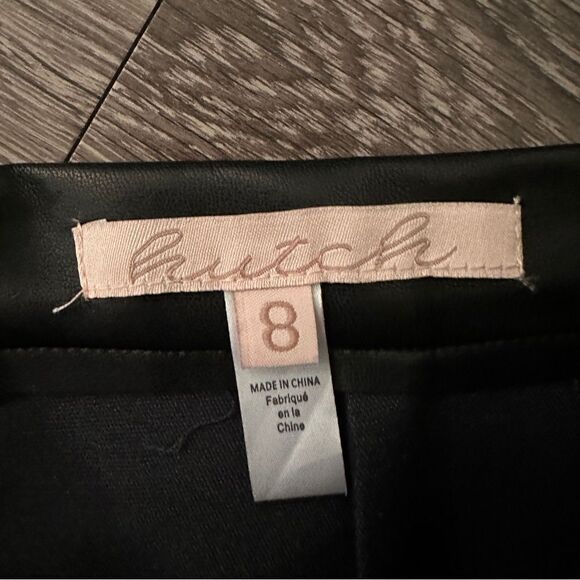 hutch
8
MADE IN CHINA
Fabriqué
en la
Chine